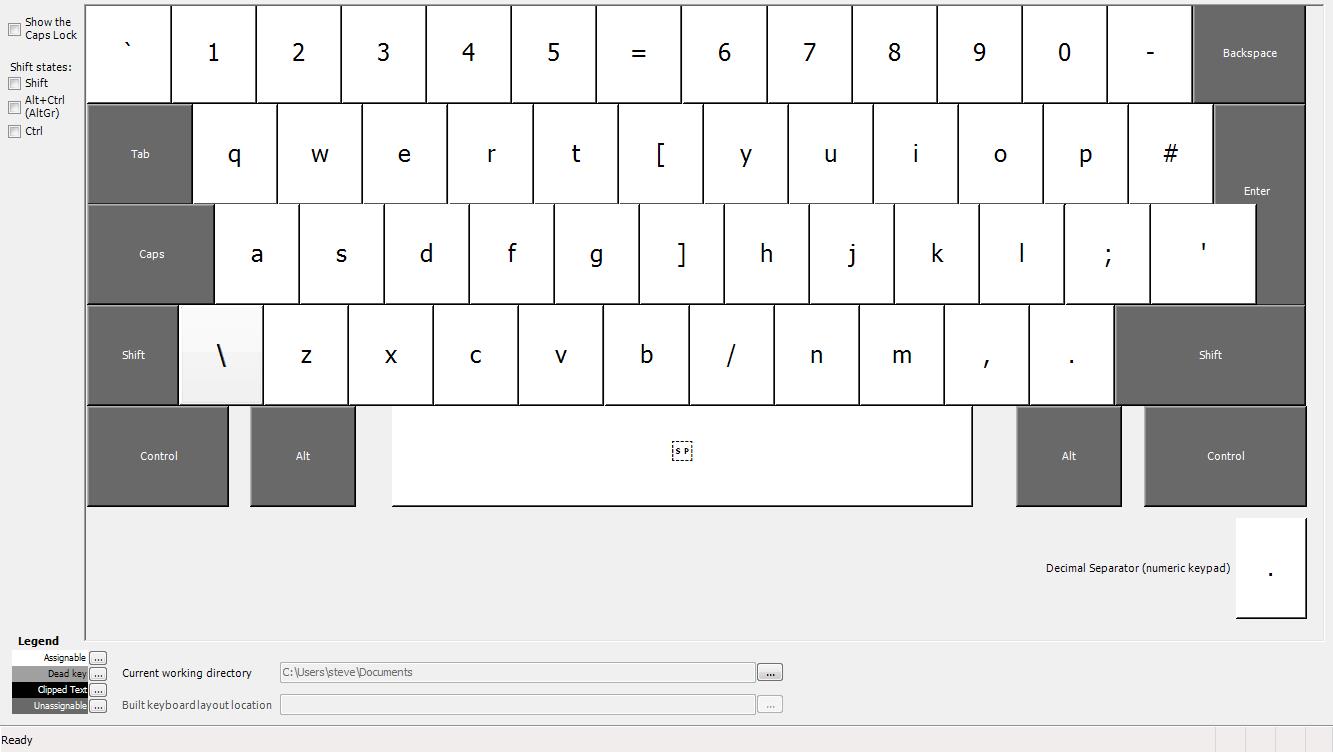 Show the
Caps Lock
Shift states:
Shift
Alt+Ctrl
(AltGr)
Ctrl
` 1 2 3 4 5 = 6 7 8 9 0 - Backspace
Tab q w e r t [ y u i o p # Enter
Caps a s d f g ] h j k l ; '
Shift \ z x c v b / n m , . Shift
Control Alt SP Alt Control
Decimal Separator (numeric keypad) .
Legend
Assignable ...
Dead key ...
Clipped Text ...
Unassignable ...
Current working directory C:\Users\steve\Documents ...
Built keyboard layout location ...
Ready